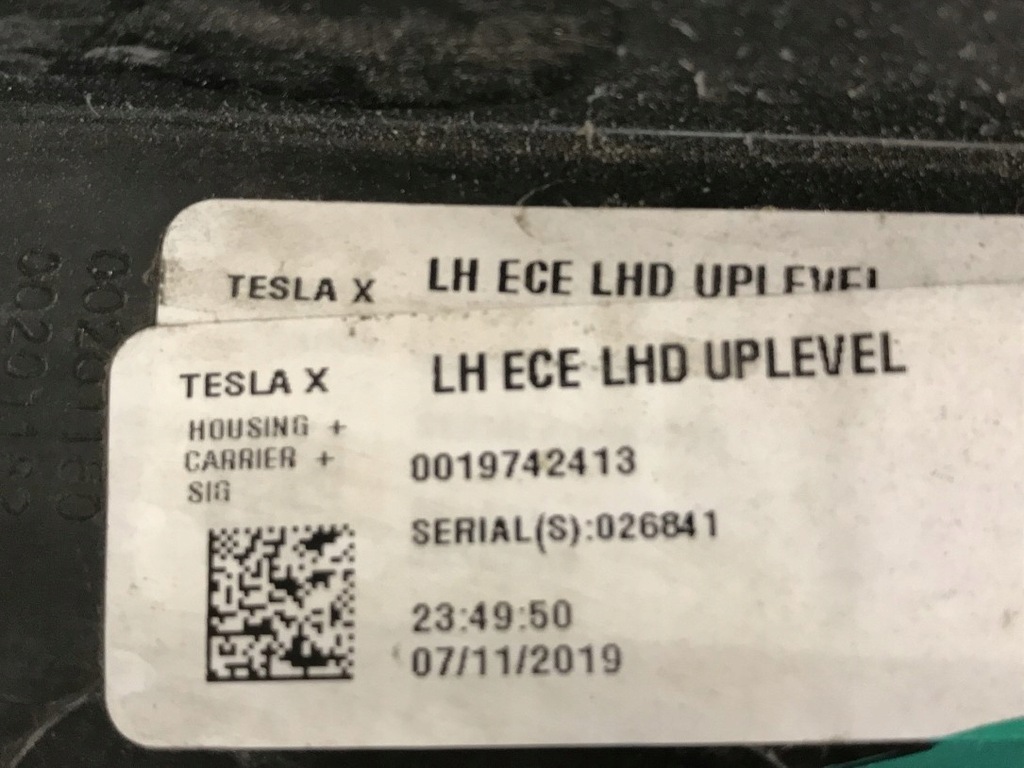 TESLA X LH ECE LHD UPLEVEL
TESLA X LH ECE LHD UPLEVEL
HOUSING +
CARRIER +
SIG
0019742413
SERIAL(S):026841
23:49:50
07/11/2019